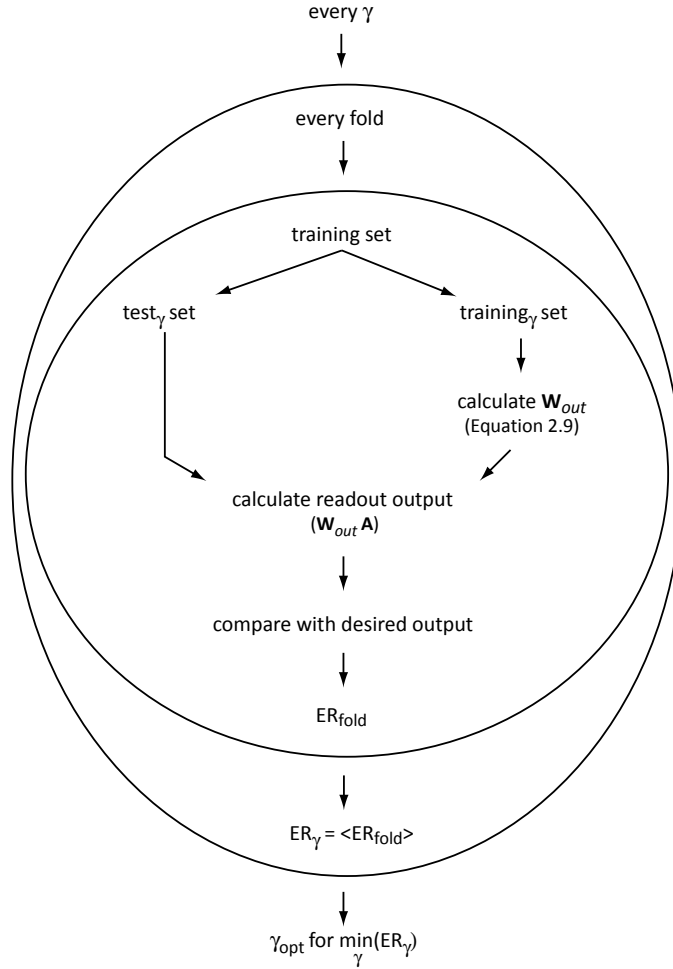 every γ
every fold
training set
test_γ set
training_γ set
calculate W_out
(Equation 2.9)
calculate readout output
(W_out A)
compare with desired output
ER_fold
ER_γ = <ER_fold>
γ_opt for min_γ(ER_γ)